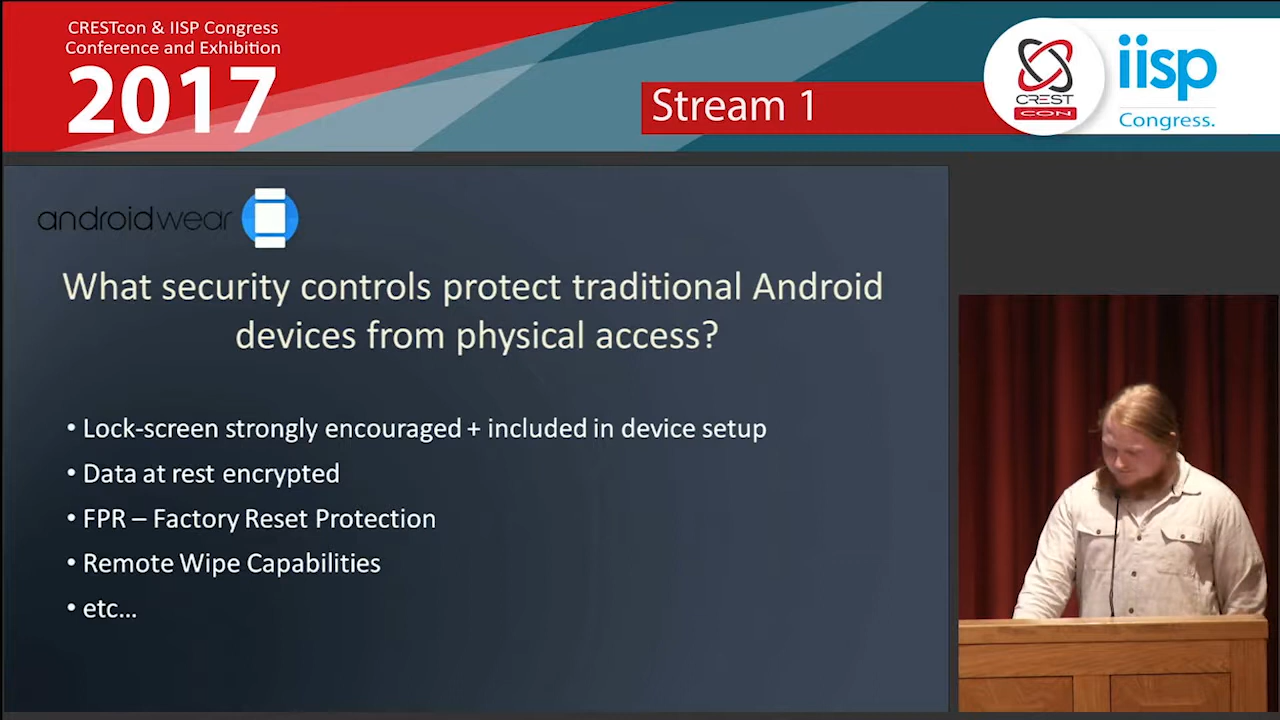 CRESTcon & IISP Congress
Conference and Exhibition
2017
Stream 1
CREST
CON
iisp
Congress.
androidwear
What security controls protect traditional Android
devices from physical access?
• Lock-screen strongly encouraged + included in device setup
• Data at rest encrypted
• FPR – Factory Reset Protection
• Remote Wipe Capabilities
• etc…